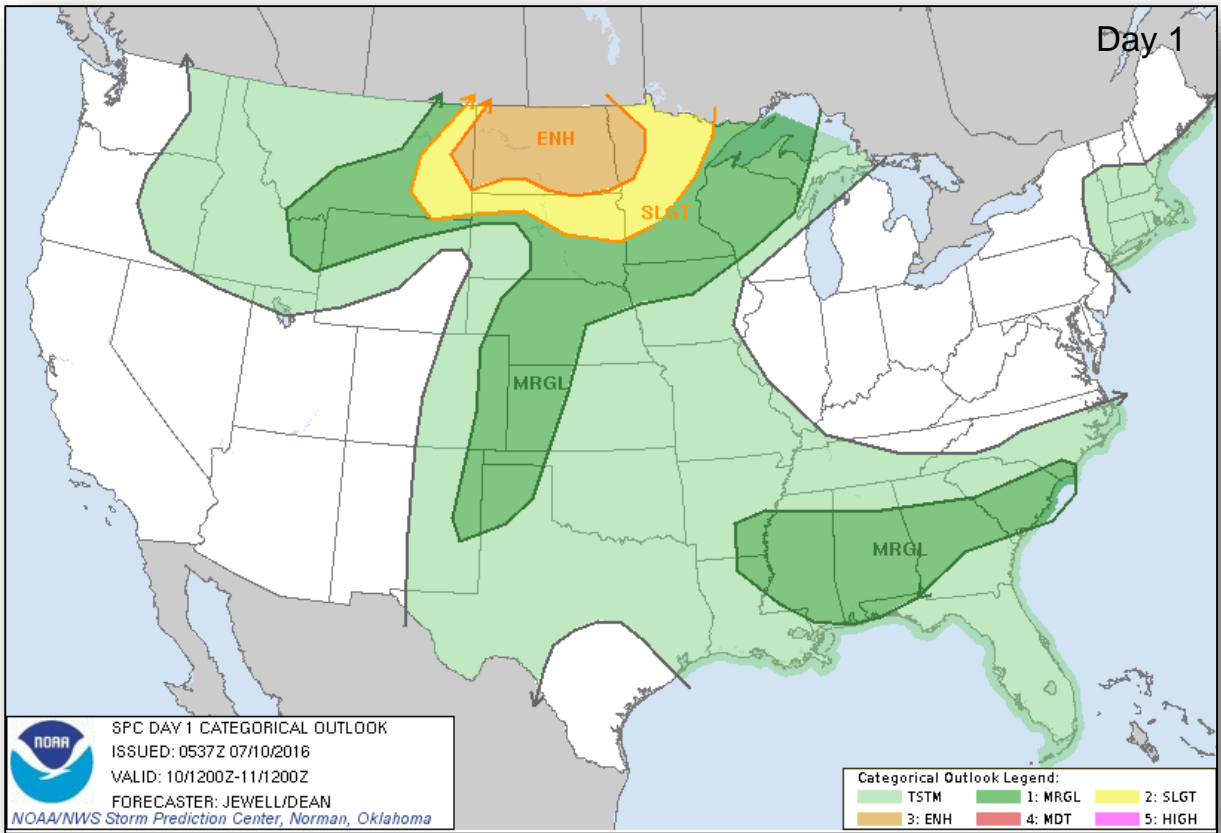 Day 1
ENH
SLGT
MRGL
MRGL
NOAA
SPC DAY 1 CATEGORICAL OUTLOOK
ISSUED: 0537Z 07/10/2016
VALID: 10/1200Z-11/1200Z
FORECASTER: JEWELL/DEAN
NOAA/NWS Storm Prediction Center, Norman, Oklahoma
Categorical Outlook Legend:
TSTM 1: MRGL 2: SLGT
3: ENH 4: MDT 5: HIGH